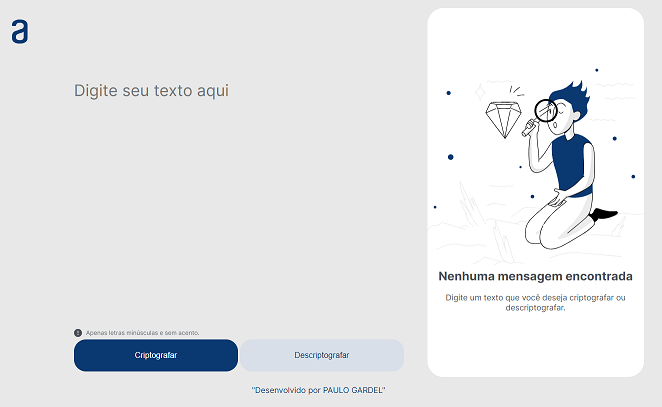 a
Digite seu texto aqui
Nenhuma mensagem encontrada
Digite um texto que você deseja criptografar ou
descriptografar.
Apenas letras minúsculas e sem acento.
Criptografar
Descriptografar
"Desenvolvido por PAULO GARDEL"